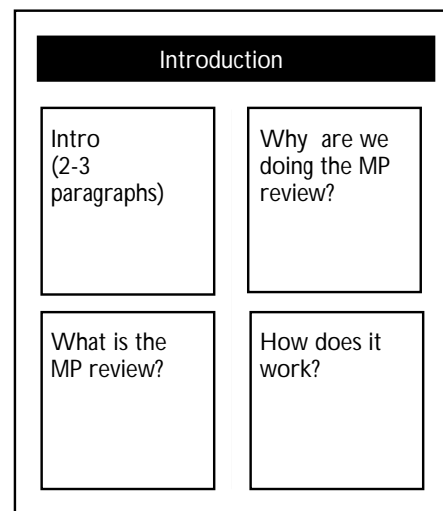 Introduction
Intro
(2-3
paragraphs)
Why are we
doing the MP
review?
What is the
MP review?
How does it
work?